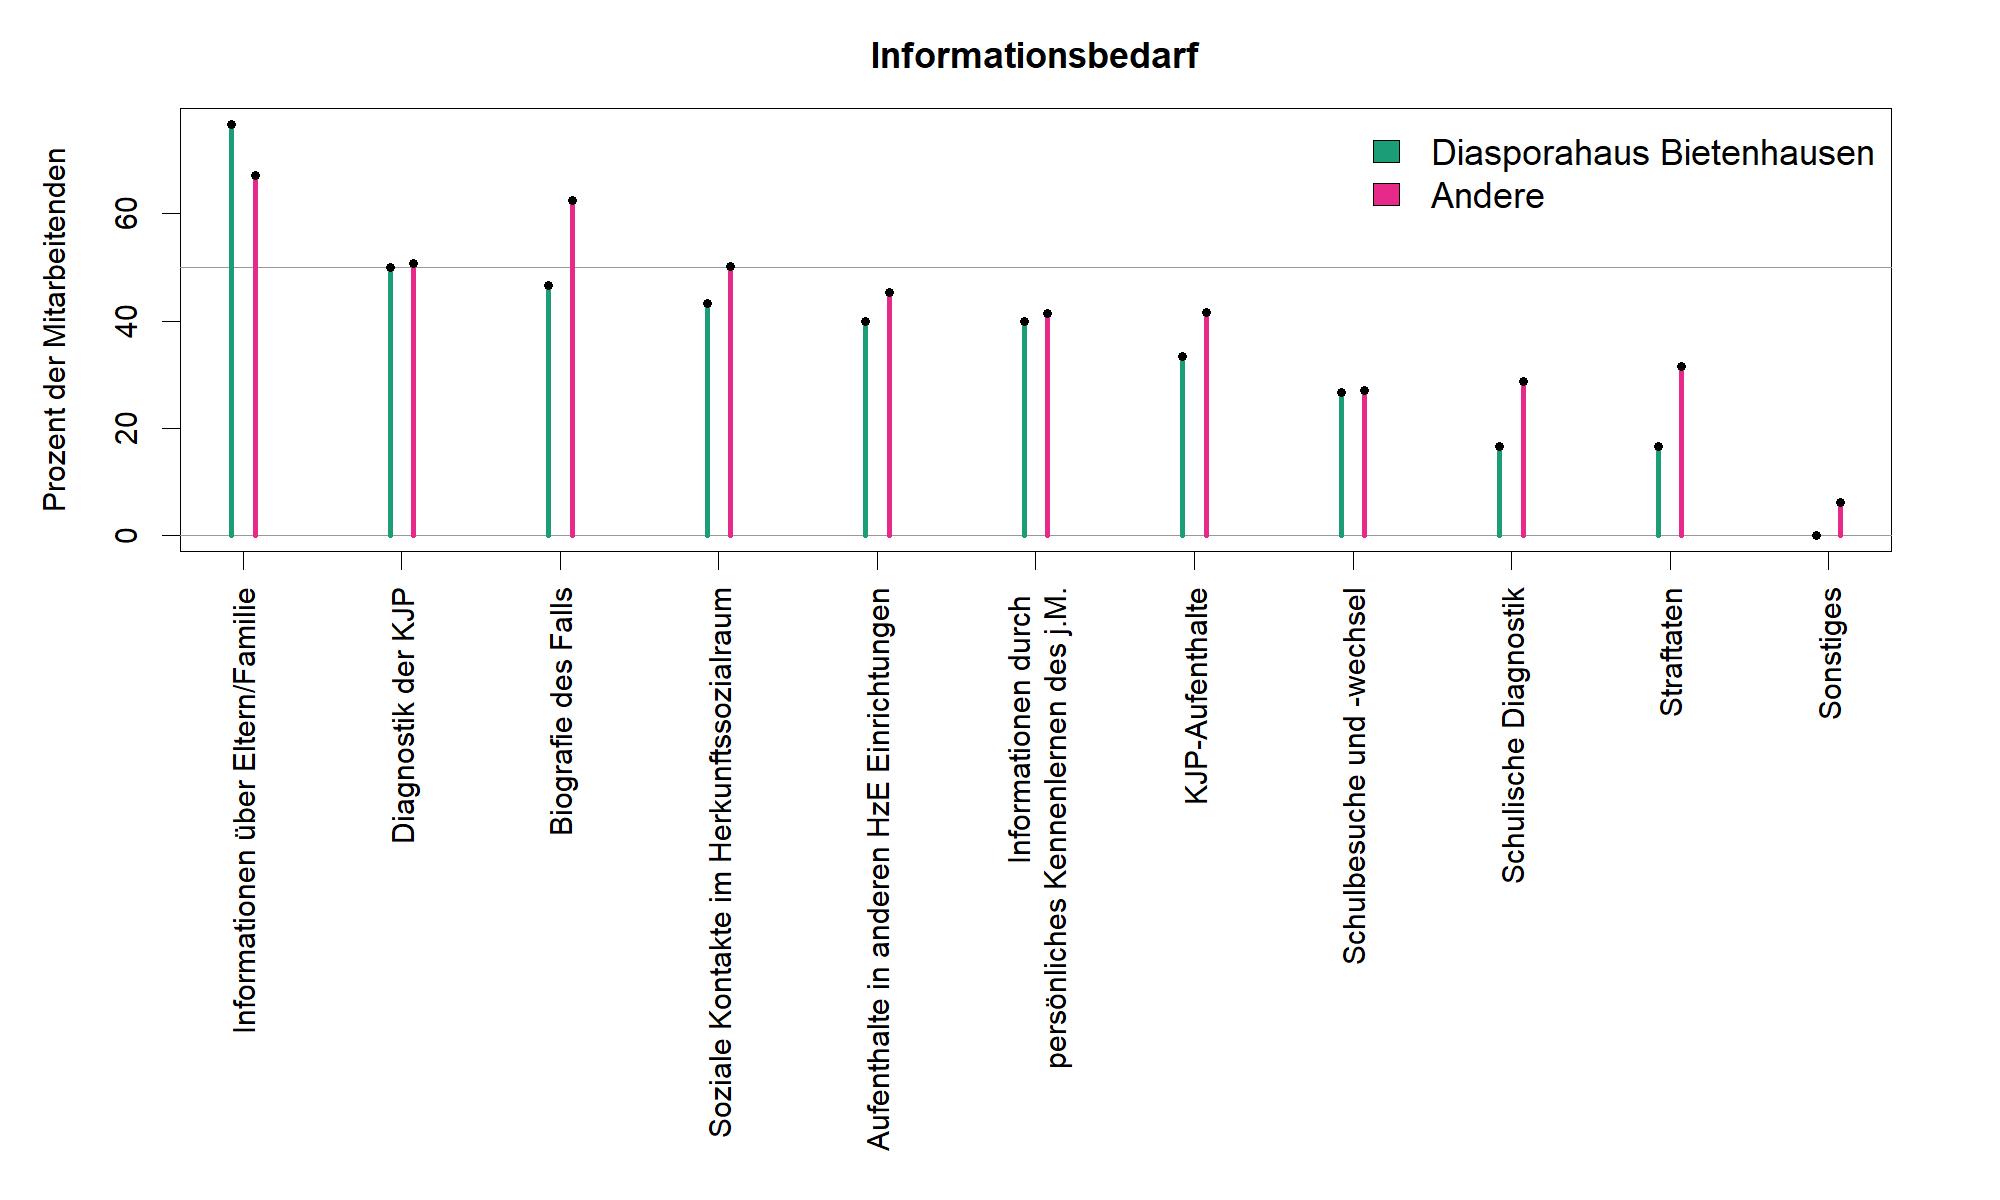 Informationsbedarf
Diasporahaus Bietenhausen
Andere
Prozent der Mitarbeitenden
60
40
20
0
Informationen über Eltern/Familie
Diagnostik der KJP
Biografie des Falls
Soziale Kontakte im Herkunftssozialraum
Aufenthalte in anderen HzE Einrichtungen
Informationen durch
persönliches Kennenlernen des j.M.
KJP-Aufenthalte
Schulbesuche und -wechsel
Schulische Diagnostik
Straftaten
Sonstiges